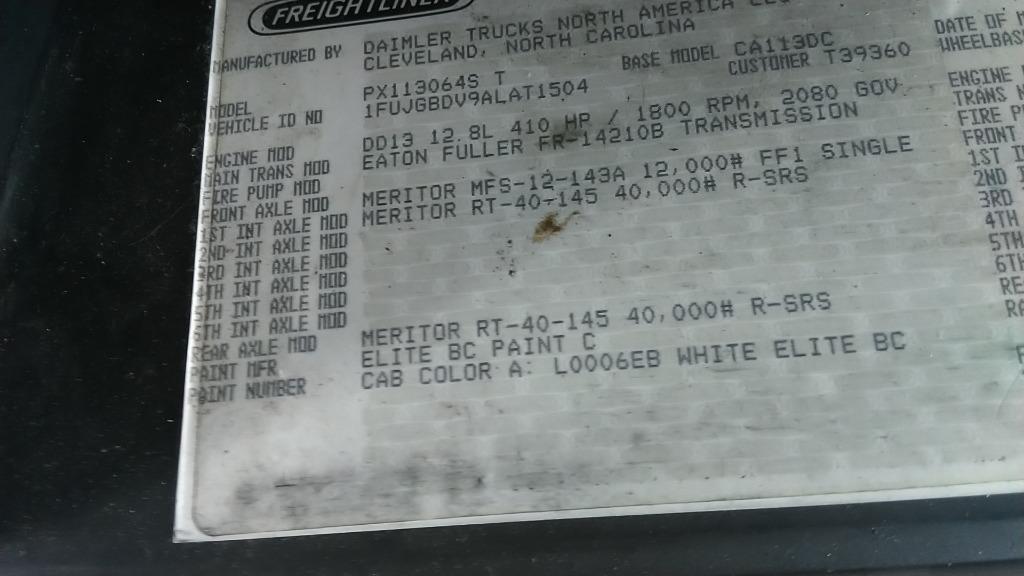 FREIGHTLINER
MANUFACTURED BY DAIMLER TRUCKS NORTH AMERICA
CLEVELAND, NORTH CAROLINA
DATE OF
MODEL PX113064S T BASE MODEL CA113DC
WHEELBASE
VEHICLE ID NO 1FUJGBDV9ALAT1504 CUSTOMER T39360
ENGINE MOD DD13 12.8L 410 HP / 1800 RPM, 2080 GOV
ENGINE
MAIN TRANS MOD EATON FULLER FR-14210B TRANSMISSION
TRANS
FIRE PUMP MOD
FIRE
FRONT AXLE MOD MERITOR MFS-12-143A 12,000# FF1 SINGLE
FRONT
1ST INT AXLE MOD MERITOR RT-40-145 40,000# R-SRS
1ST
2ND INT AXLE MOD
2ND
3RD INT AXLE MOD
3RD
4TH INT AXLE MOD
4TH
5TH INT AXLE MOD
5TH
6TH INT AXLE MOD
6TH
REAR AXLE MOD MERITOR RT-40-145 40,000# R-SRS
PAINT MFR ELITE BC PAINT C
PAINT NUMBER CAB COLOR A: L0006EB WHITE ELITE BC